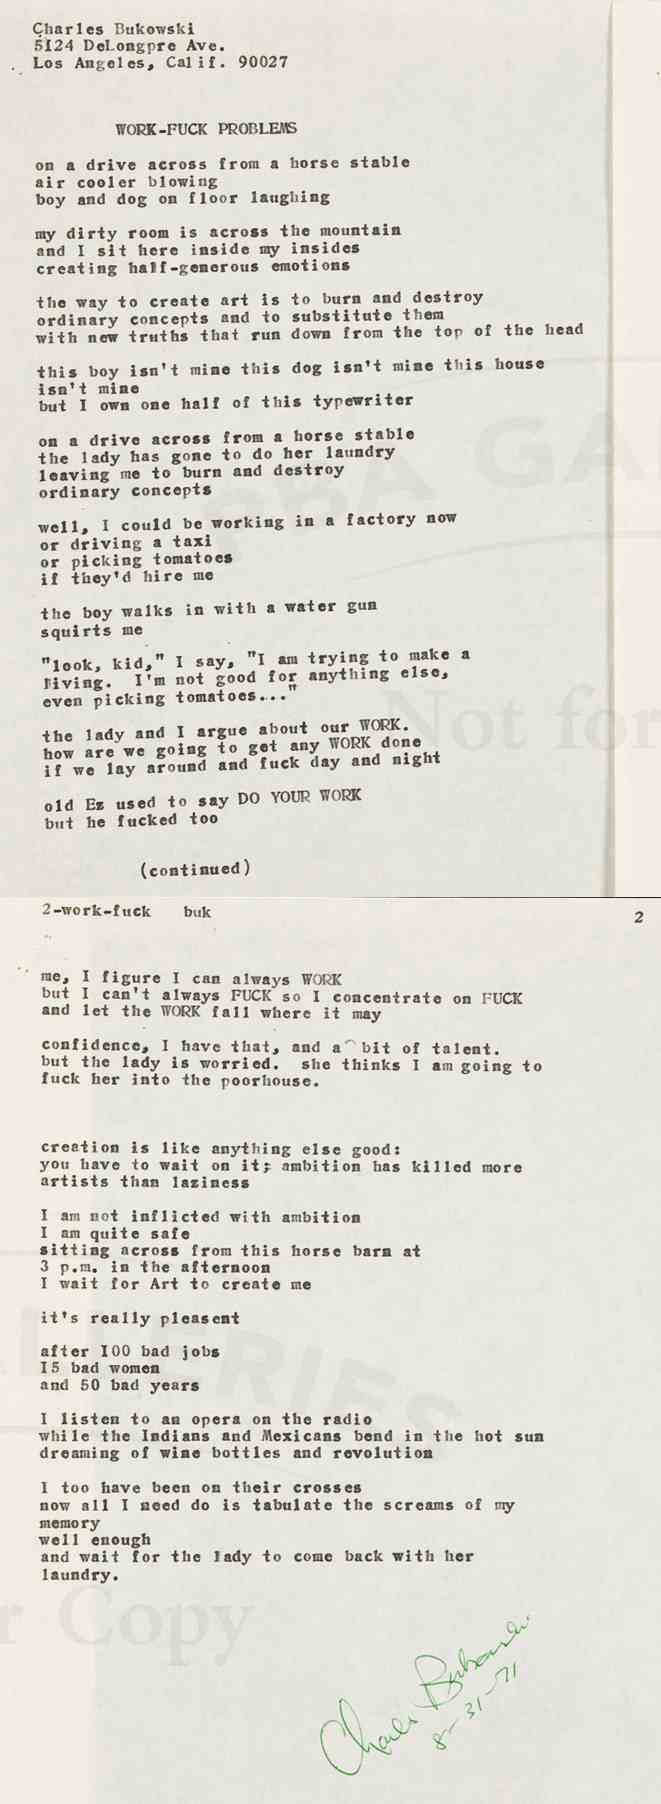 Charles Bukowski
5I24 DeLongpre Ave.
Los Angeles, Calif. 90027
WORK-FUCK PROBLEMS
on a drive across from a horse stable
air cooler blowing
boy and dog on floor laughing
my dirty room is across the mountain
and I sit here inside my insides
creating half-generous emotions
the way to create art is to burn and destroy
ordinary concepts and to substitute them
with new truths that run down from the top of the head
this boy isn't mine this dog isn't mine this house
isn't mine
but I own one half of this typewriter
on a drive across from a horse stable
the lady has gone to do her laundry
leaving me to burn and destroy
ordinary concepts
well, I could be working in a factory now
or driving a taxi
or picking tomatoes
if they'd hire me
the boy walks in with a water gun
squirts me
"look, kid," I say, "I am trying to make a
living.  I'm not good for anything else,
even picking tomatoes..."
the lady and I argue about our WORK.
how are we going to get any WORK done
if we lay around and fuck day and night
old Ez used to say DO YOUR WORK
but he fucked too
(continued)
PBA GA
Not for
2-work-fuck    buk
2
me, I figure I can always WORK
but I can't always FUCK so I concentrate on FUCK
and let the WORK fall where it may
confidence, I have that, and a bit of talent.
but the lady is worried.  she thinks I am going to
fuck her into the poorhouse.
creation is like anything else good:
you have to wait on it; ambition has killed more
artists than laziness
I am not inflicted with ambition
I am quite safe
sitting across from this horse barn at
3 p.m. in the afternoon
I wait for Art to create me
it's really pleasent
after I00 bad jobs
I5 bad women
and 50 bad years
I listen to an opera on the radio
while the Indians and Mexicans bend in the hot sun
dreaming of wine bottles and revolution
I too have been on their crosses
now all I need do is tabulate the screams of my
memory
well enough
and wait for the lady to come back with her
laundry.
LLERIES
r Copy
Charles Bukowski
8-31-71